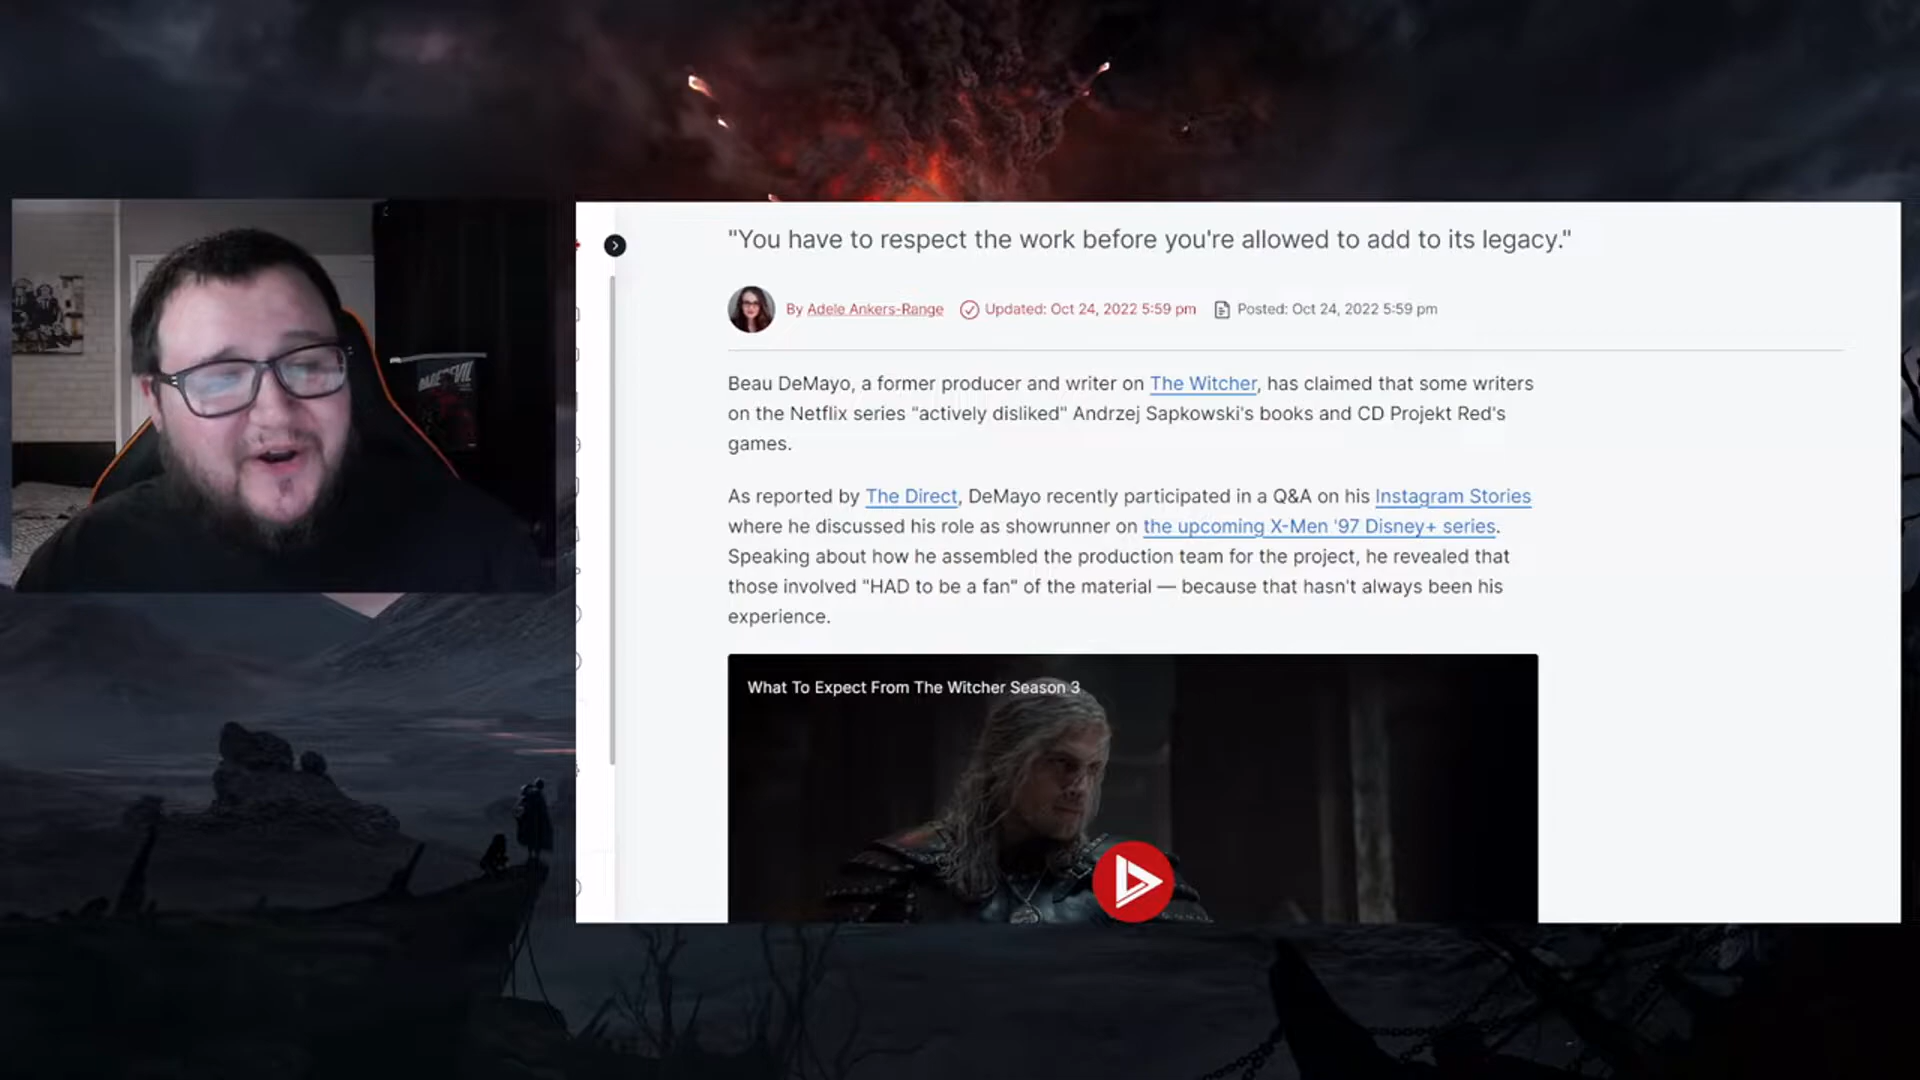 "You have to respect the work before you're allowed to add to its legacy."
By Adele Ankers-Range Updated: Oct 24, 2022 5:59 pm Posted: Oct 24, 2022 5:59 pm
Beau DeMayo, a former producer and writer on The Witcher, has claimed that some writers
on the Netflix series "actively disliked" Andrzej Sapkowski's books and CD Projekt Red's
games.
As reported by The Direct, DeMayo recently participated in a Q&A on his Instagram Stories
where he discussed his role as showrunner on the upcoming X-Men '97 Disney+ series.
Speaking about how he assembled the production team for the project, he revealed that
those involved "HAD to be a fan" of the material — because that hasn't always been his
experience.
What To Expect From The Witcher Season 3
DAREDEVIL